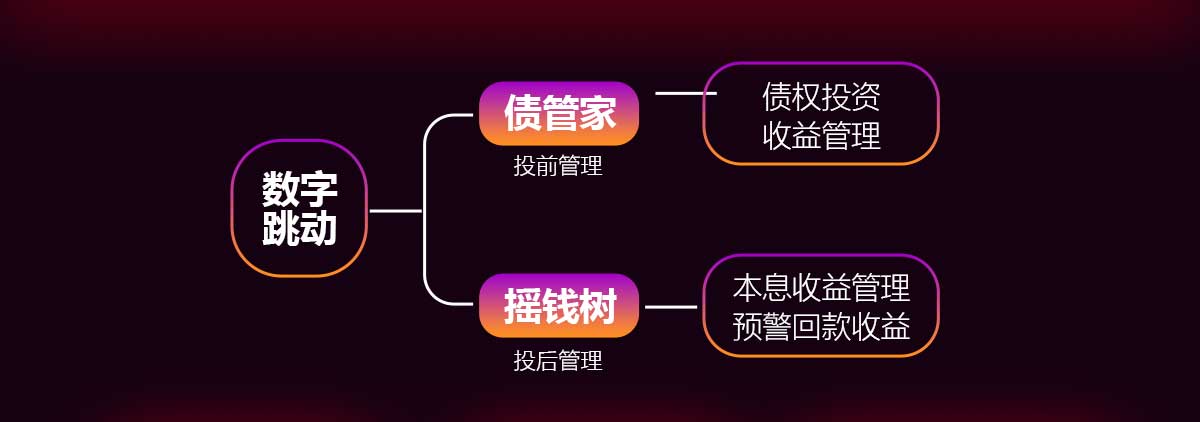 数字
跳动
债管家
投前管理
债权投资
收益管理
摇钱树
投后管理
本息收益管理
预警回款收益